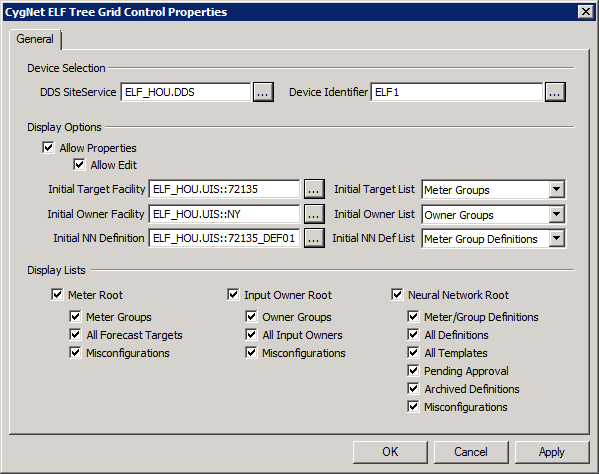 CygNet ELF Tree Grid Control Properties
General
Device Selection
DDS SiteService ELF_HOU.DDS ... Device Identifier ELF1 ...
Display Options
Allow Properties
Allow Edit
Initial Target Facility ELF_HOU.UIS::72135 ... Initial Target List Meter Groups
Initial Owner Facility ELF_HOU.UIS::NY ... Initial Owner List Owner Groups
Initial NN Definition ELF_HOU.UIS::72135_DEF01 ... Initial NN Def List Meter Group Definitions
Display Lists
Meter Root Input Owner Root Neural Network Root
Meter Groups Owner Groups Meter/Group Definitions
All Forecast Targets All Input Owners All Definitions
Misconfigurations Misconfigurations All Templates
Pending Approval
Archived Definitions
Misconfigurations
OK Cancel Apply